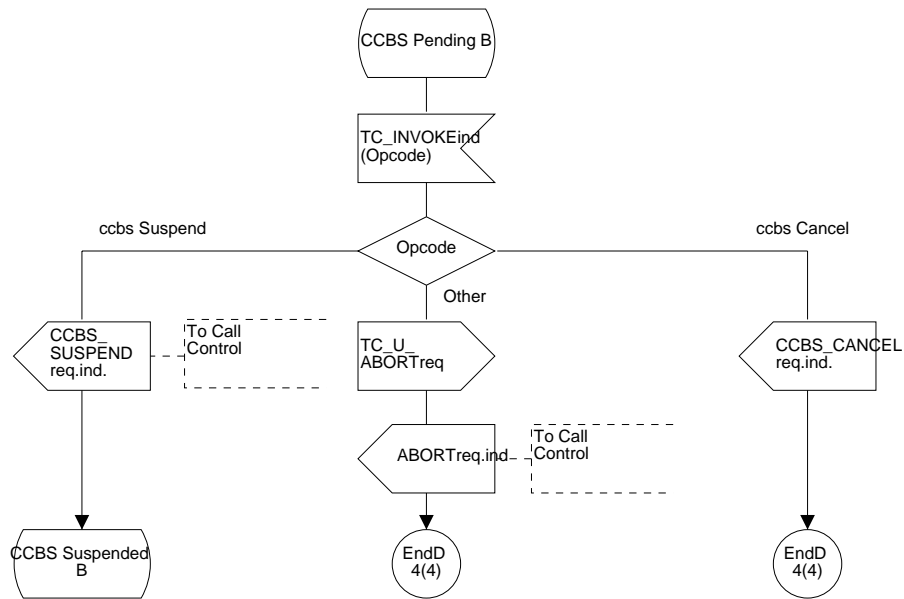 CCBS Pending B
TC_INVOKEind
(Opcode)
ccbs Suspend
ccbs Cancel
Opcode
Other
CCBS_
SUSPEND
req.ind.
To Call
Control
TC_U_
ABORTreq
CCBS_CANCEL
req.ind.
ABORTreq.ind
To Call
Control
CCBS Suspended
B
EndD
4(4)
EndD
4(4)